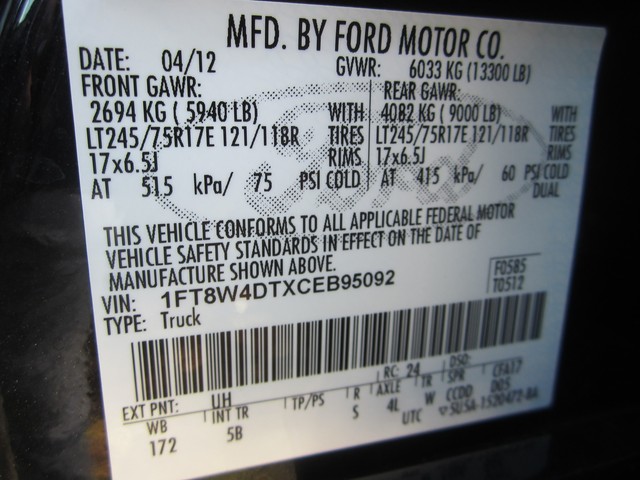 MFD. BY FORD MOTOR CO.
DATE: 04/12 GVWR: 6033 KG (13300 LB)
FRONT GAWR: REAR GAWR:
2694 KG ( 5940 LB) WITH 4082 KG ( 9000 LB) WITH
LT245/75R17E 121/118R TIRES LT245/75R17E 121/118R TIRES
17x6.5J RIMS 17x6.5J RIMS
AT 515 kPa/ 75 PSI COLD AT 415 kPa/ 60 PSI COLD
DUAL
THIS VEHICLE CONFORMS TO ALL APPLICABLE FEDERAL MOTOR
VEHICLE SAFETY STANDARDS IN EFFECT ON THE DATE OF
MANUFACTURE SHOWN ABOVE.
VIN: 1FT8W4DTXCEB95092 F0585
TYPE: Truck T0512
RC: 24 DSO:
EXT PNT: UH CFA17
WB INT TR TP/PS R AXLE TR SPR
172 5B S 4L W CCDD D05
UTC